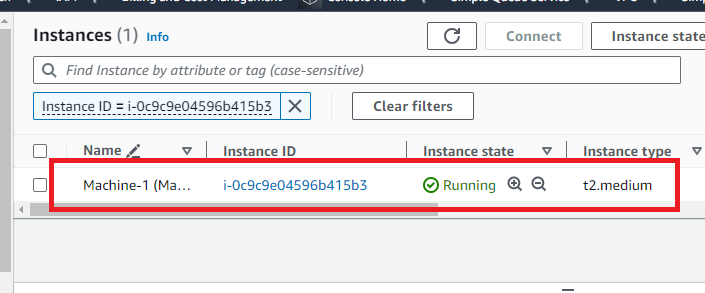 Billing and Cost Management Console Home Simple Queue Service
Instances (1) Info
Connect
Instance state
Find Instance by attribute or tag (case-sensitive)
Instance ID = i-0c9c9e04596b415b3
Clear filters
Name Instance ID Instance state Instance type
Machine-1 (Ma... i-0c9c9e04596b415b3 Running t2.medium